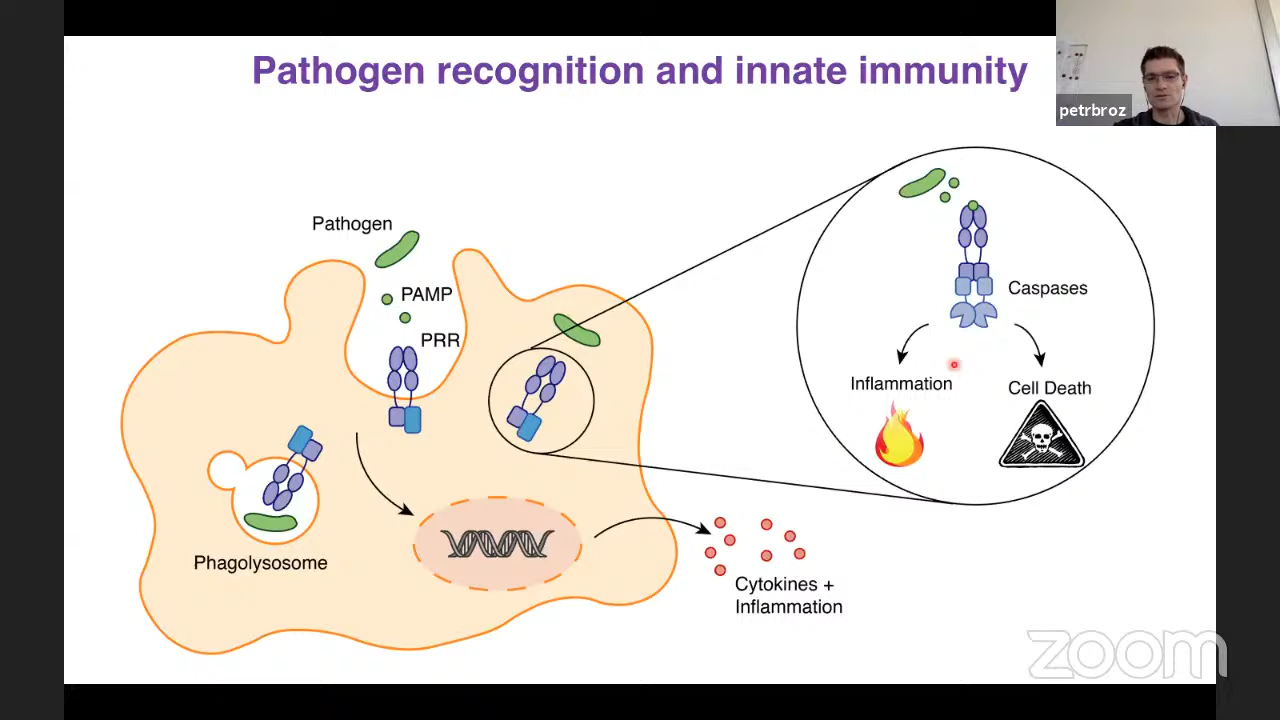 Pathogen recognition and innate immunity
petrbroz
Pathogen
PAMP
PRR
Caspases
Inflammation
Cell Death
Phagolysosome
Cytokines +
Inflammation
zoom